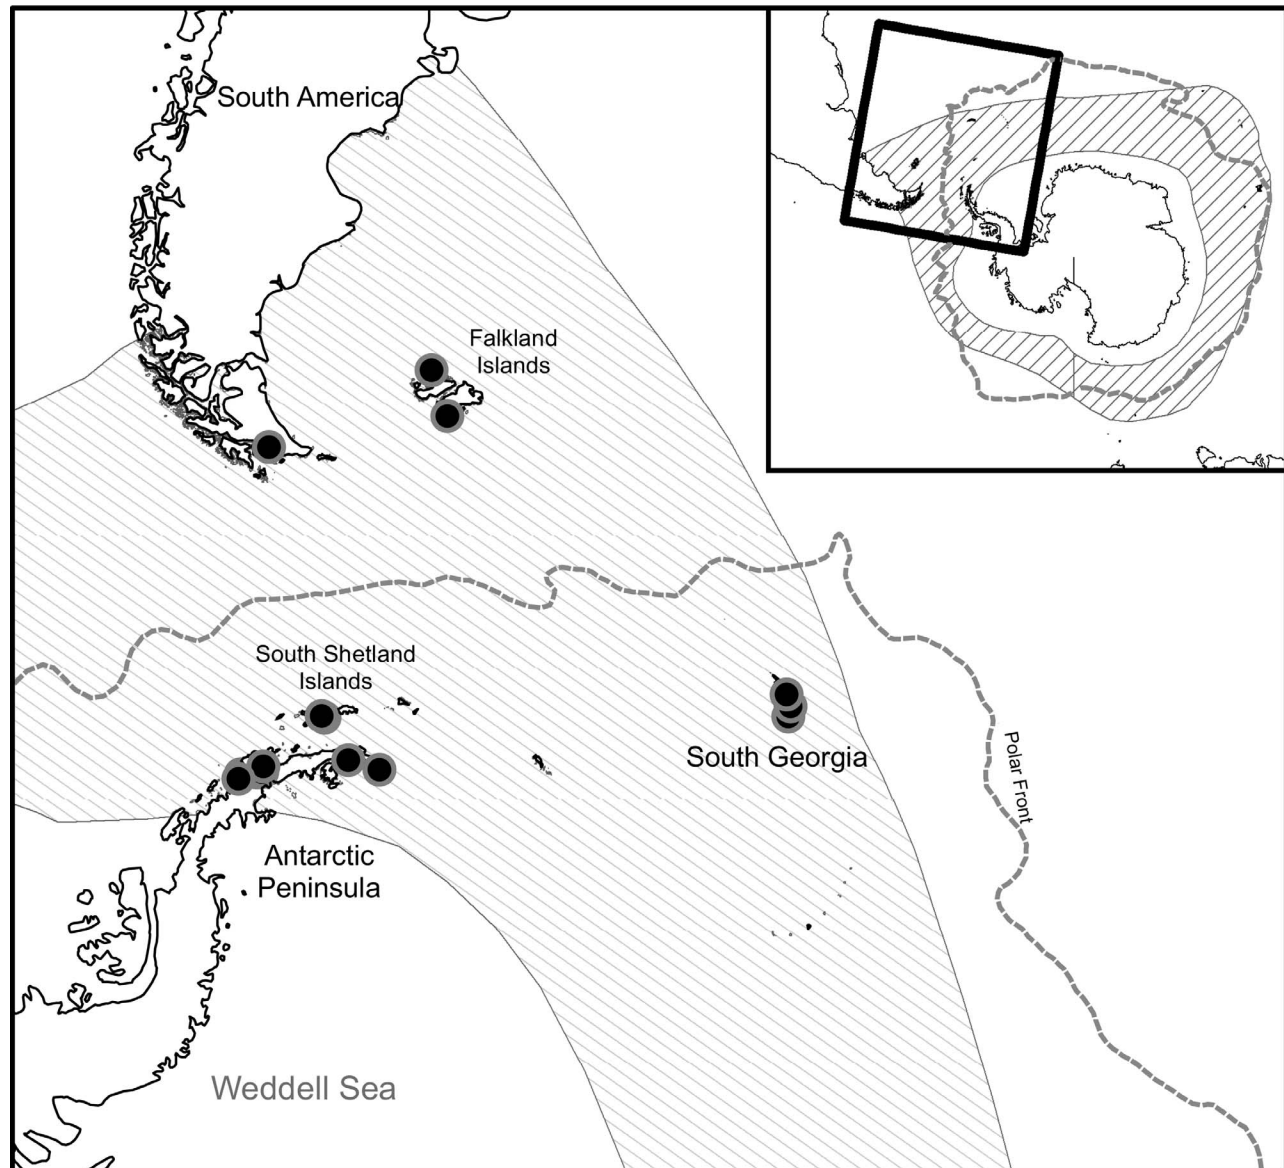 South America
Falkland
Islands
South Shetland
Islands
South Georgia
Polar Front
Antarctic
Peninsula
Weddell Sea